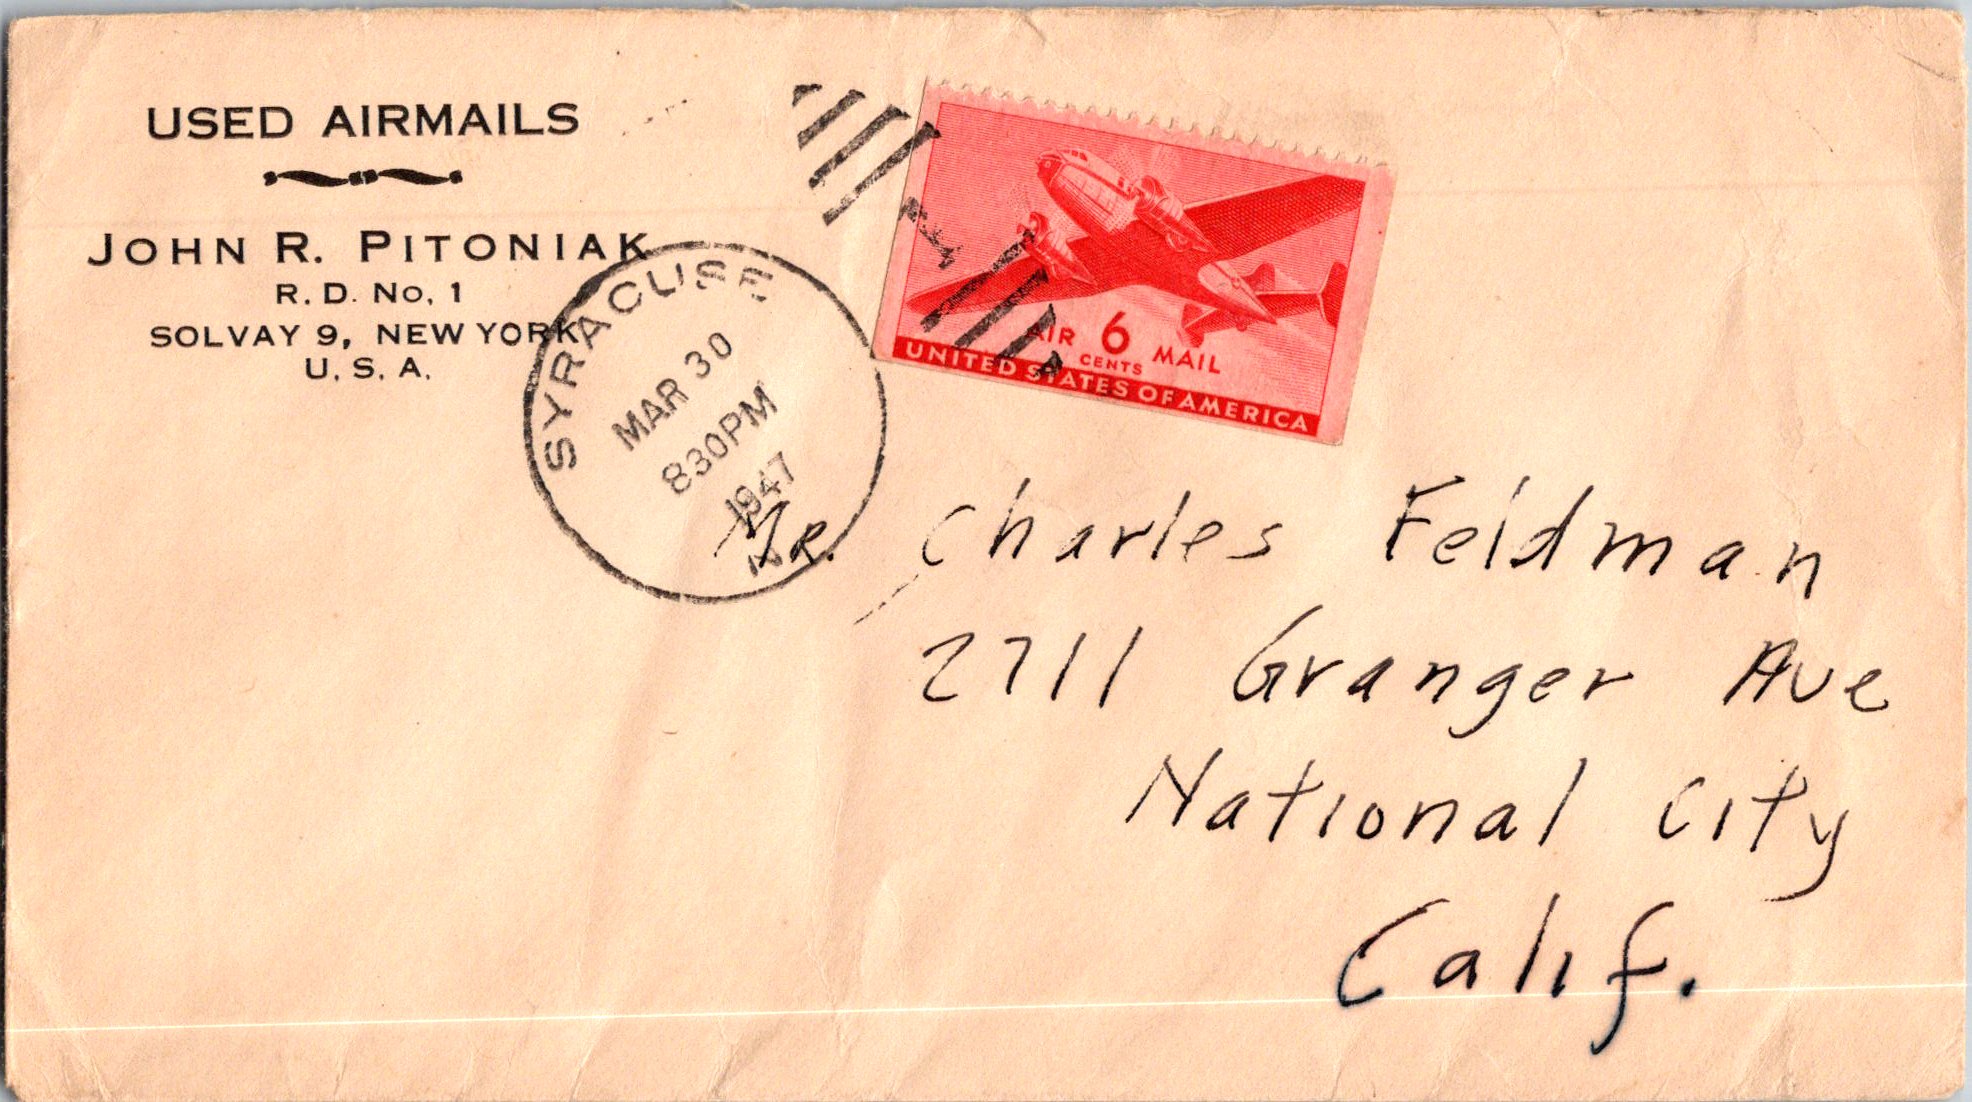 USED AIRMAILS
JOHN R. PITONIAK
R. D. No. 1
SOLVAY 9, NEW YORK
U. S. A.
SYRACUSE
MAR 30
830PM
1947
AIR 6 MAIL
CENTS
UNITED STATES OF AMERICA
Mr. Charles Feldman
2711 Granger Ave
National City
Calif.